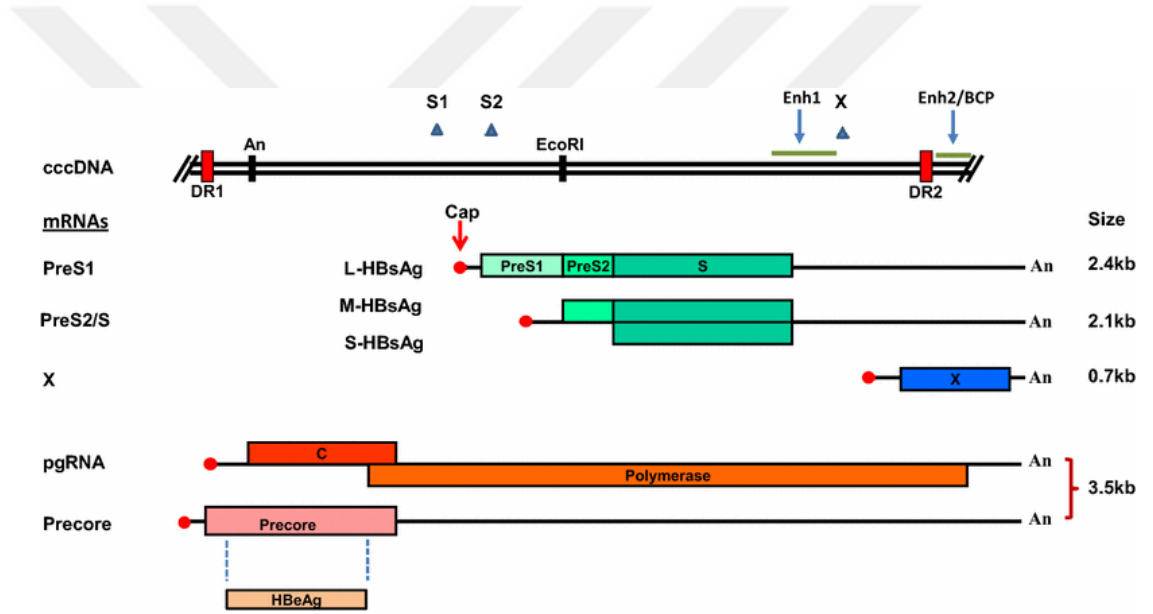 S1 S2 Enh1 X Enh2/BCP
An EcoRI
cccDNA
DR1 DR2
mRNAs Cap Size
PreS1 L-HBsAg PreS1 PreS2 S An 2.4kb
M-HBsAg
PreS2/S An 2.1kb
S-HBsAg
X X An 0.7kb
C
pgRNA An
Polymerase
3.5kb
Precore Precore An
HBeAg